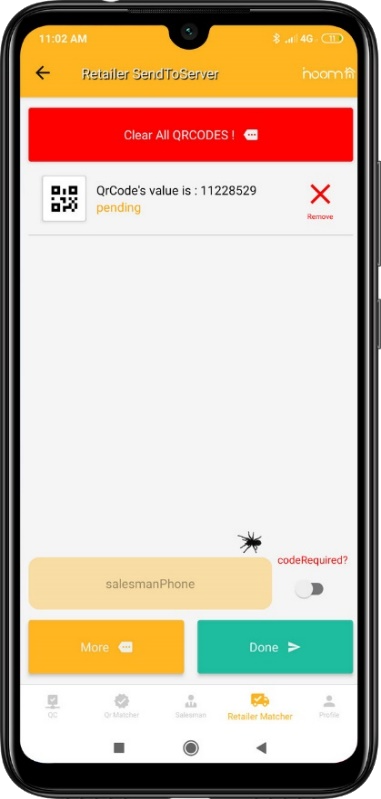 11:02 AM
4G
11
Retailer SendToServer
hoom
Clear All QRCODES !
QrCode's value is : 11228529
pending
Remove
codeRequired?
salesmanPhone
More
Done
QC
Qr Matcher
Salesman
Retailer Matcher
Profile